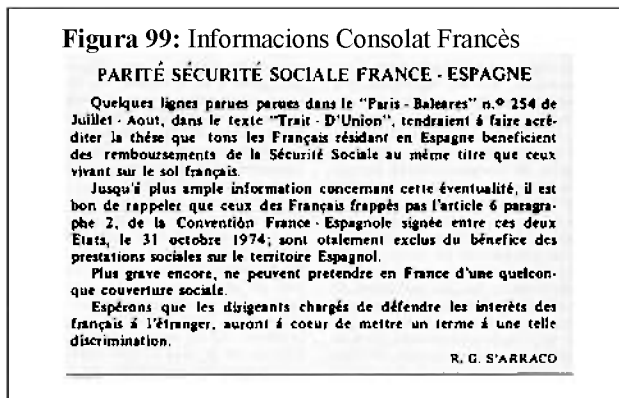 Figura 99: Informacions Consolat Francès
PARITÉ SÉCURITÉ SOCIALE FRANCE - ESPAGNE
Quelques lignes parues parues dans le "Paris - Baleares" n.º 254 de
Juillet - Aout, dans le texte "Trait - D'Union", tendraient á faire acré-
diter la thése que tons les Français résidant en Espagne beneficient
des remboursements de la Sécurité Sociale au même titre que ceux
vivant sur le sol français.
Jusqu'á plus ample information concernant cette éventualité, il est
bon de rappeler que ceux des Français frappés pas l'article 6 paragra-
phe 2, de la Conventión France - Espagnole signée entre ces deux
Etats, le 31 octobre 1974; sont otalement exclus du bénefice des
prestations sociales sur le territoire Espagnol.
Plus grave encore, ne peuvent pretendre en France d'une quelcon-
que couverture sociale.
Espérons que les dirigeants chargés de défendre les interèts des
français á l'étranger, auront á coeur de mettre un terme á une telle
discrimination.
R. G. S'ARRACO